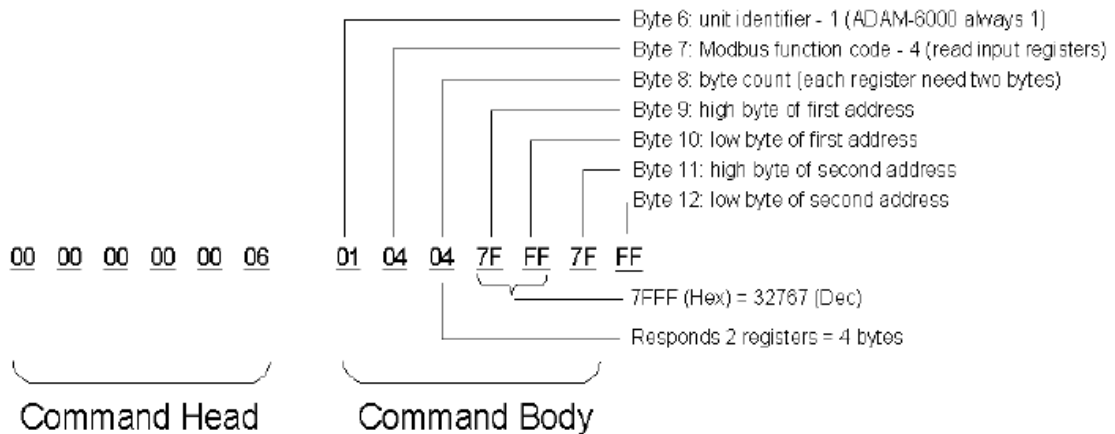 Byte 6: unit identifier - 1 (ADAM-6000 always 1)
Byte 7: Modbus function code - 4 (read input registers)
Byte 8: byte count (each register need two bytes)
Byte 9: high byte of first address
Byte 10: low byte of first address
Byte 11: high byte of second address
Byte 12: low byte of second address
00 00 00 00 00 06 01 04 04 7F FF 7F FF
7FFF (Hex) = 32767 (Dec)
Responds 2 registers = 4 bytes
Command Head Command Body